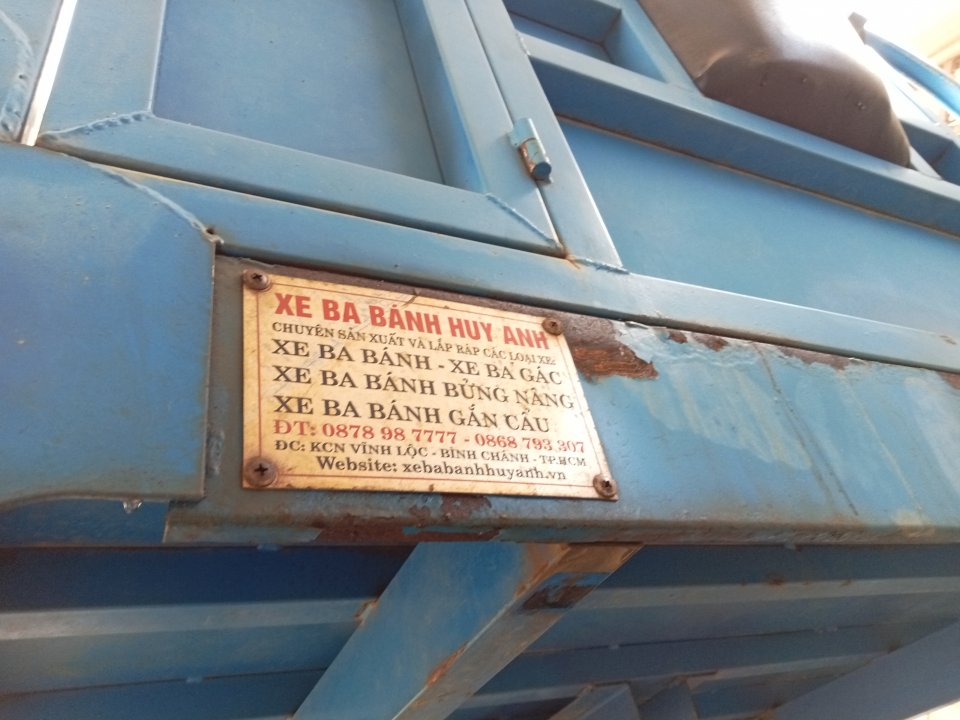 XE BA BÁNH HUY ANH
CHUYÊN SẢN XUẤT VÀ LẮP RÁP CÁC LOẠI XE:
XE BA BÁNH - XE BA GÁC
XE BA BÁNH BỬNG NÂNG
XE BA BÁNH GẮN CẨU
ĐT: 0878 98 7777 - 0868 793 307
ĐC: KCN VĨNH LỘC - BÌNH CHÁNH - TP.HCM
Website: xebabanhhuyanh.vn